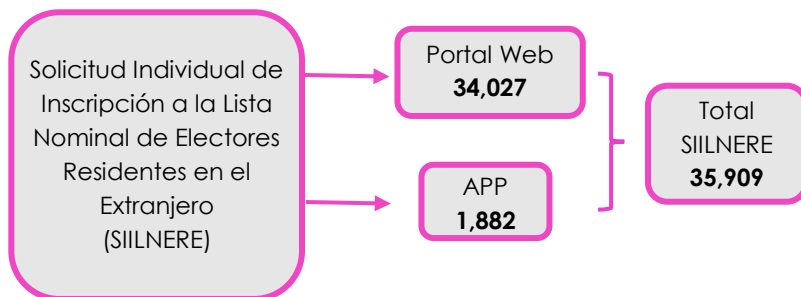 Solicitud Individual de
Inscripción a la Lista
Nominal de Electores
Residentes en el
Extranjero
(SIILNERE)
Portal Web
34,027
APP
1,882
Total
SIILNERE
35,909